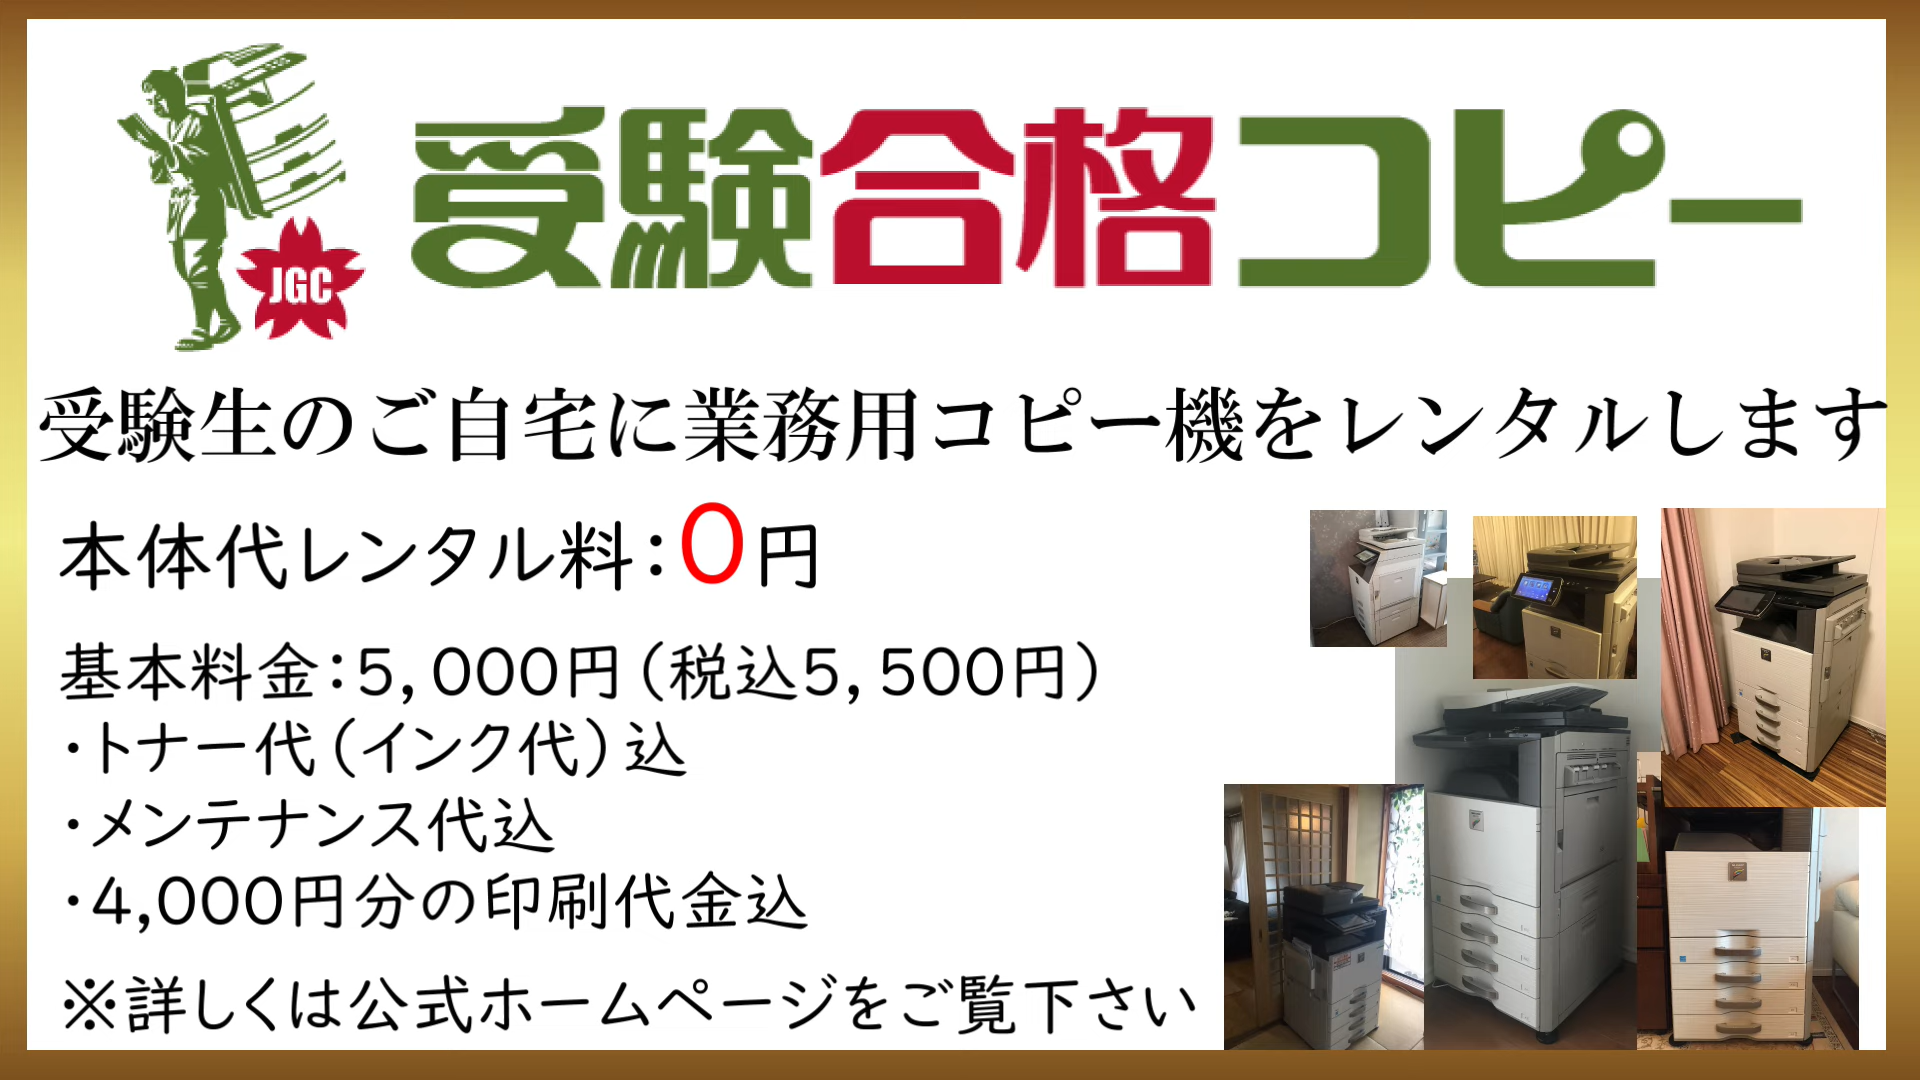 受験合格コピー
JGC
受験生のご自宅に業務用コピー機をレンタルします
本体代レンタル料：0円
基本料金：5，000円（税込5，500円）
・トナー代（インク代）込
・メンテナンス代込
・4,000円分の印刷代金込
※詳しくは公式ホームページをご覧下さい